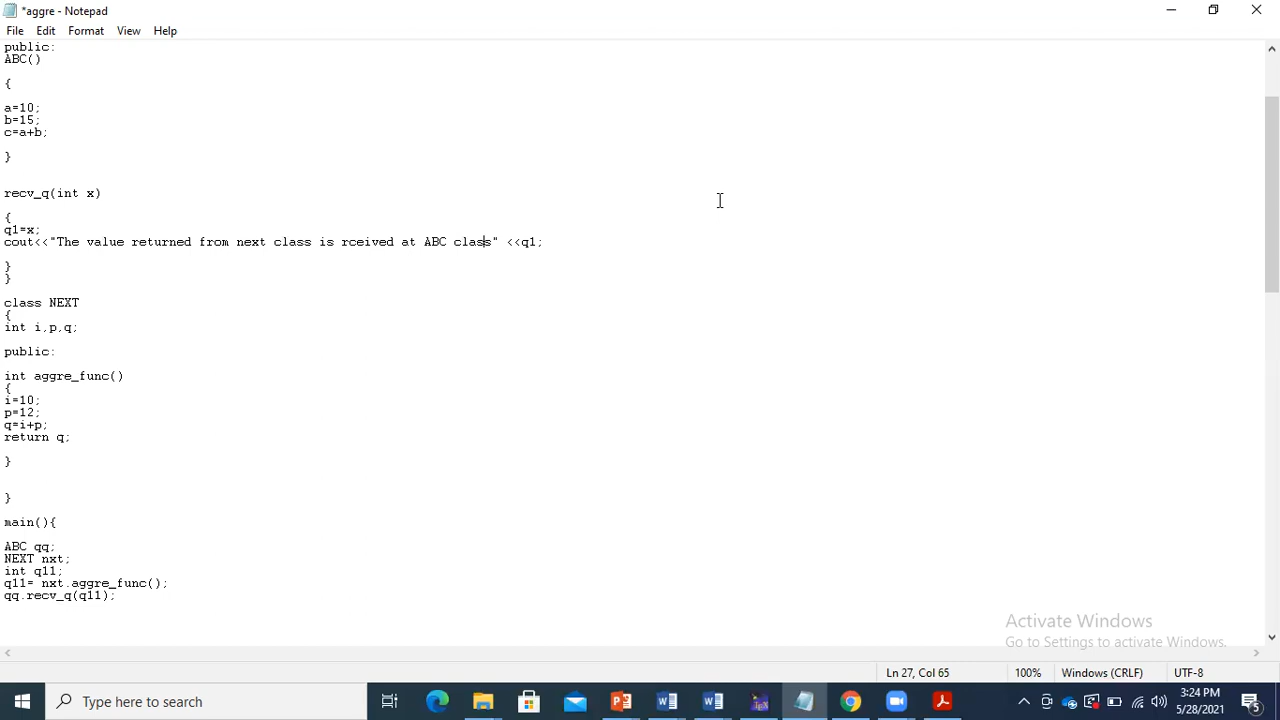 *aggre - Notepad
File Edit Format View Help
public:
ABC()
{
a=10;
b=15;
c=a+b;
}
recv_q(int x)
{
q1=x;
cout<<"The value returned from next class is rceived at ABC class" <<q1;
}
}
class NEXT
{
int i,p,q;
public:
int aggre_func()
{
i=10;
p=12;
q=i+p;
return q;
}
}
main(){
ABC qq;
NEXT nxt;
int q11;
q11= nxt.aggre_func();
qq.recv_q(q11);
Activate Windows
Go to Settings to activate Windows.
Ln 27, Col 65 100% Windows (CRLF) UTF-8
Type here to search
3:24 PM
5/28/2021
5